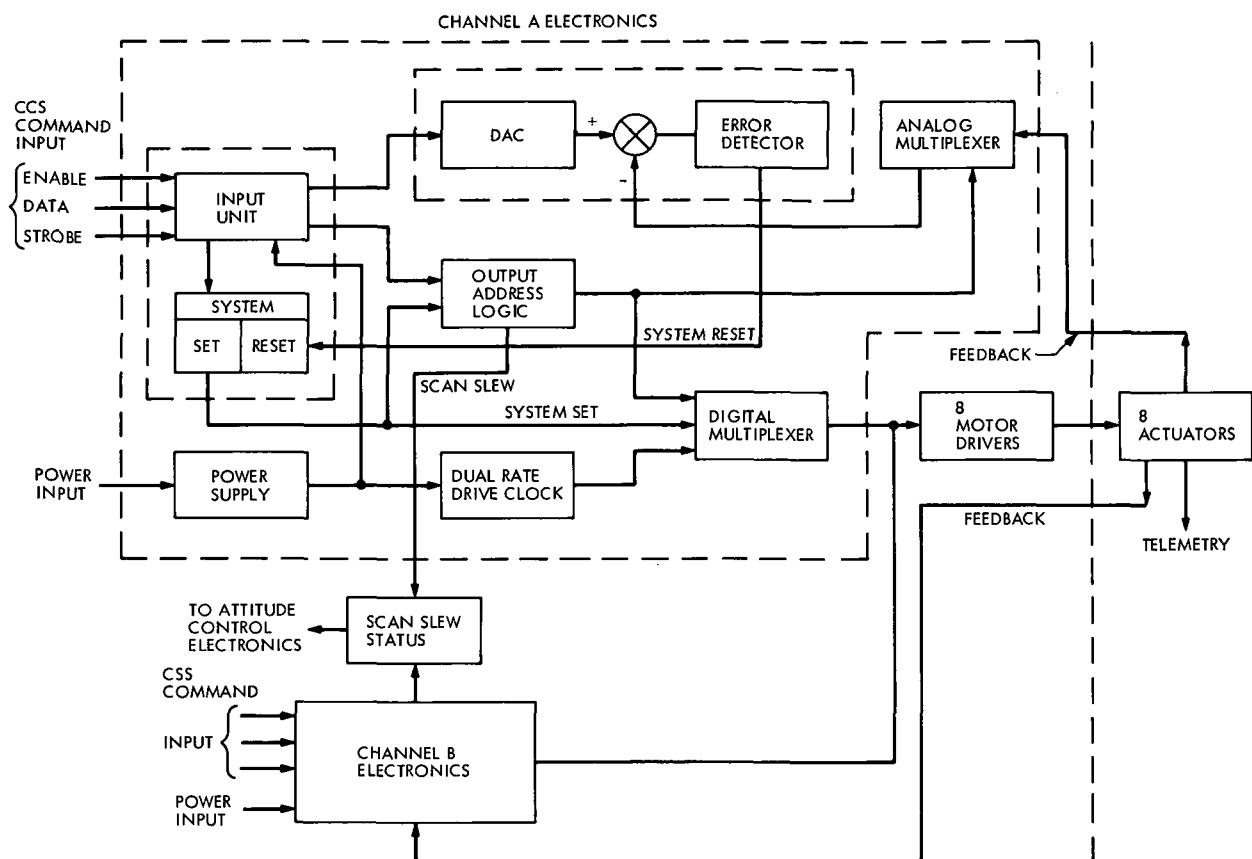 CHANNEL A ELECTRONICS
CCS
COMMAND
INPUT
ENABLE
DATA
STROBE
INPUT
UNIT
DAC
+
-
ERROR
DETECTOR
ANALOG
MULTIPLEXER
SYSTEM
SET
RESET
OUTPUT
ADDRESS
LOGIC
SYSTEM RESET
SCAN SLEW
SYSTEM SET
DIGITAL
MULTIPLEXER
FEEDBACK
8
MOTOR
DRIVERS
8
ACTUATORS
POWER
INPUT
POWER
SUPPLY
DUAL RATE
DRIVE CLOCK
FEEDBACK
TELEMETRY
TO ATTITUDE
CONTROL
ELECTRONICS
SCAN SLEW
STATUS
CSS
COMMAND
INPUT
POWER
INPUT
CHANNEL B
ELECTRONICS